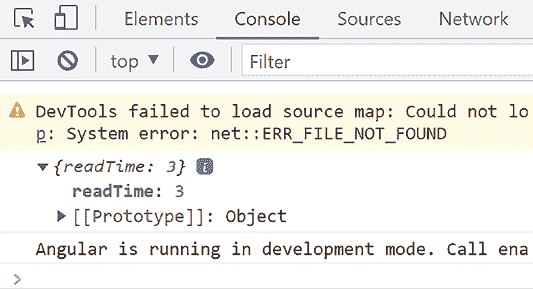 Elements Console Sources Network
top ▼ Filter
DevTools failed to load source map: Could not lo
p: System error: net::ERR_FILE_NOT_FOUND
▼{readTime: 3} i
readTime: 3
▶[[Prototype]]: Object
Angular is running in development mode. Call ena
>